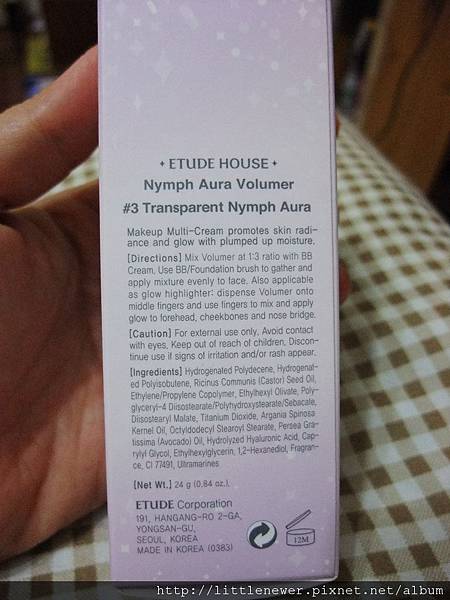 ETUDE HOUSE
Nymph Aura Volumer
#3 Transparent Nymph Aura
Makeup Multi-Cream promotes skin radi-
ance and glow with plumped up moisture.
[Directions] Mix Volumer at 1:3 ratio with BB
Cream. Use BB/Foundation brush to gather and
apply mixture evenly to face. Also applicable
as glow highlighter: dispense Volumer onto
middle fingers and use fingers to mix and apply
glow to forehead, cheekbones and nose bridge.
[Caution] For external use only, Avoid contact
with eyes, Keep out of reach of children, Discon-
tinue use if signs of irritation and/or rash appear.
[Ingredients] Hydrogenated Polydecene, Hydrogenat-
ed Polyisobutene, Ricinus Communis (Castor) Seed Oil,
Ethylene/Propylene Copolymer, Ethylhexyl Olivate, Poly-
glyceryl-4 Diisostearate/Polyhydroxystearate/Sebacate,
Diisostearyl Malate, Titanium Dioxide, Argania Spinosa
Kernel Oil, Octyldodecyl Stearoyl Stearate, Persea Gra-
tissima (Avocado) Oil, Hydrolyzed Hyaluronic Acid, Cap-
rylyl Glycol, Ethylhexylglycerin, 1,2-Hexanediol, Fragran-
ce, CI 77491, Ultramarines
[Net Wt.] 24 g (0.84 oz.),
ETUDE Corporation
191, HANGANG-RO 2-GA,
YONGSAN-GU,
SEOUL, KOREA
MADE IN KOREA (0383)
12M
http://littlenewer.pixnet.net/album